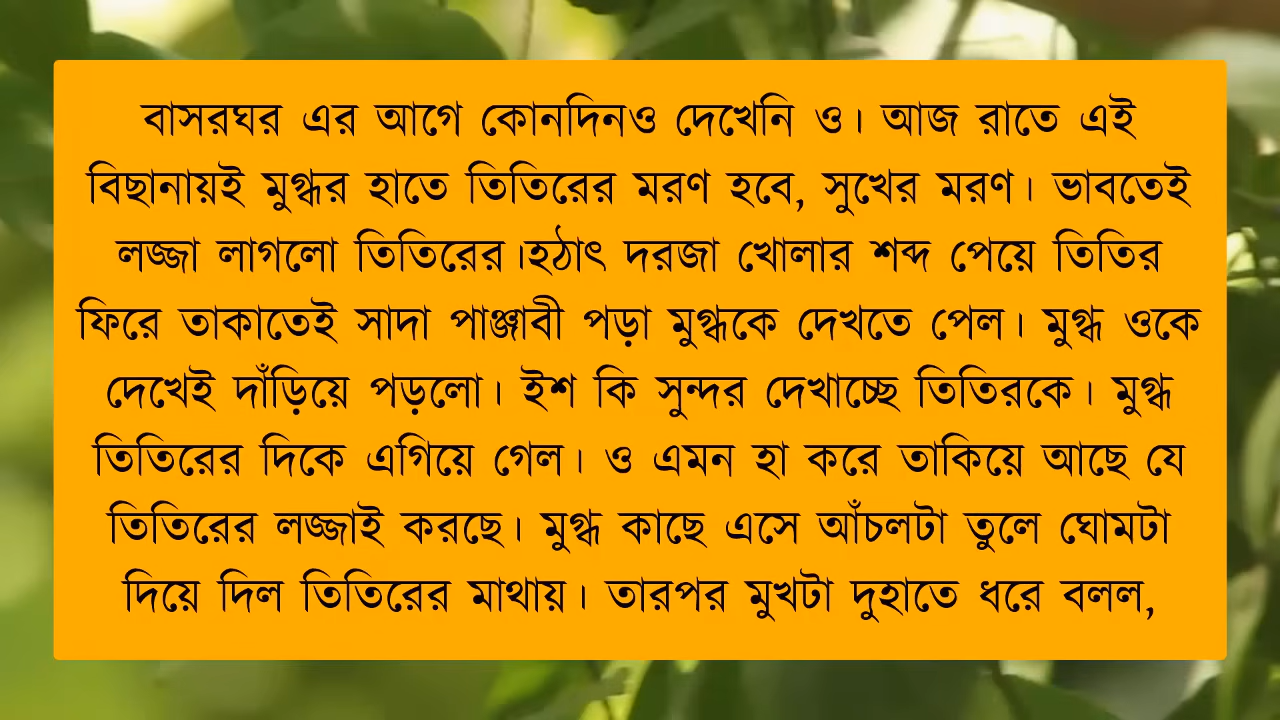 বাসরঘর এর আগে কোনদিনও দেখেনি ও। আজ রাতে এই
বিছানায়ই মুগ্ধর হাতে তিতিরের মরণ হবে, সুখের মরণ। ভাবতেই
লজ্জা লাগলো তিতিরের।হঠাৎ দরজা খোলার শব্দ পেয়ে তিতির
ফিরে তাকাতেই সাদা পাঞ্জাবী পড়া মুগ্ধকে দেখতে পেল। মুগ্ধ ওকে
দেখেই দাঁড়িয়ে পড়লো। ইশ কি সুন্দর দেখাচ্ছে তিতিরকে। মুগ্ধ
তিতিরের দিকে এগিয়ে গেল। ও এমন হা করে তাকিয়ে আছে যে
তিতিরের লজ্জাই করছে। মুগ্ধ কাছে এসে আঁচলটা তুলে ঘোমটা
দিয়ে দিল তিতিরের মাথায়। তারপর মুখটা দুহাতে ধরে বলল,